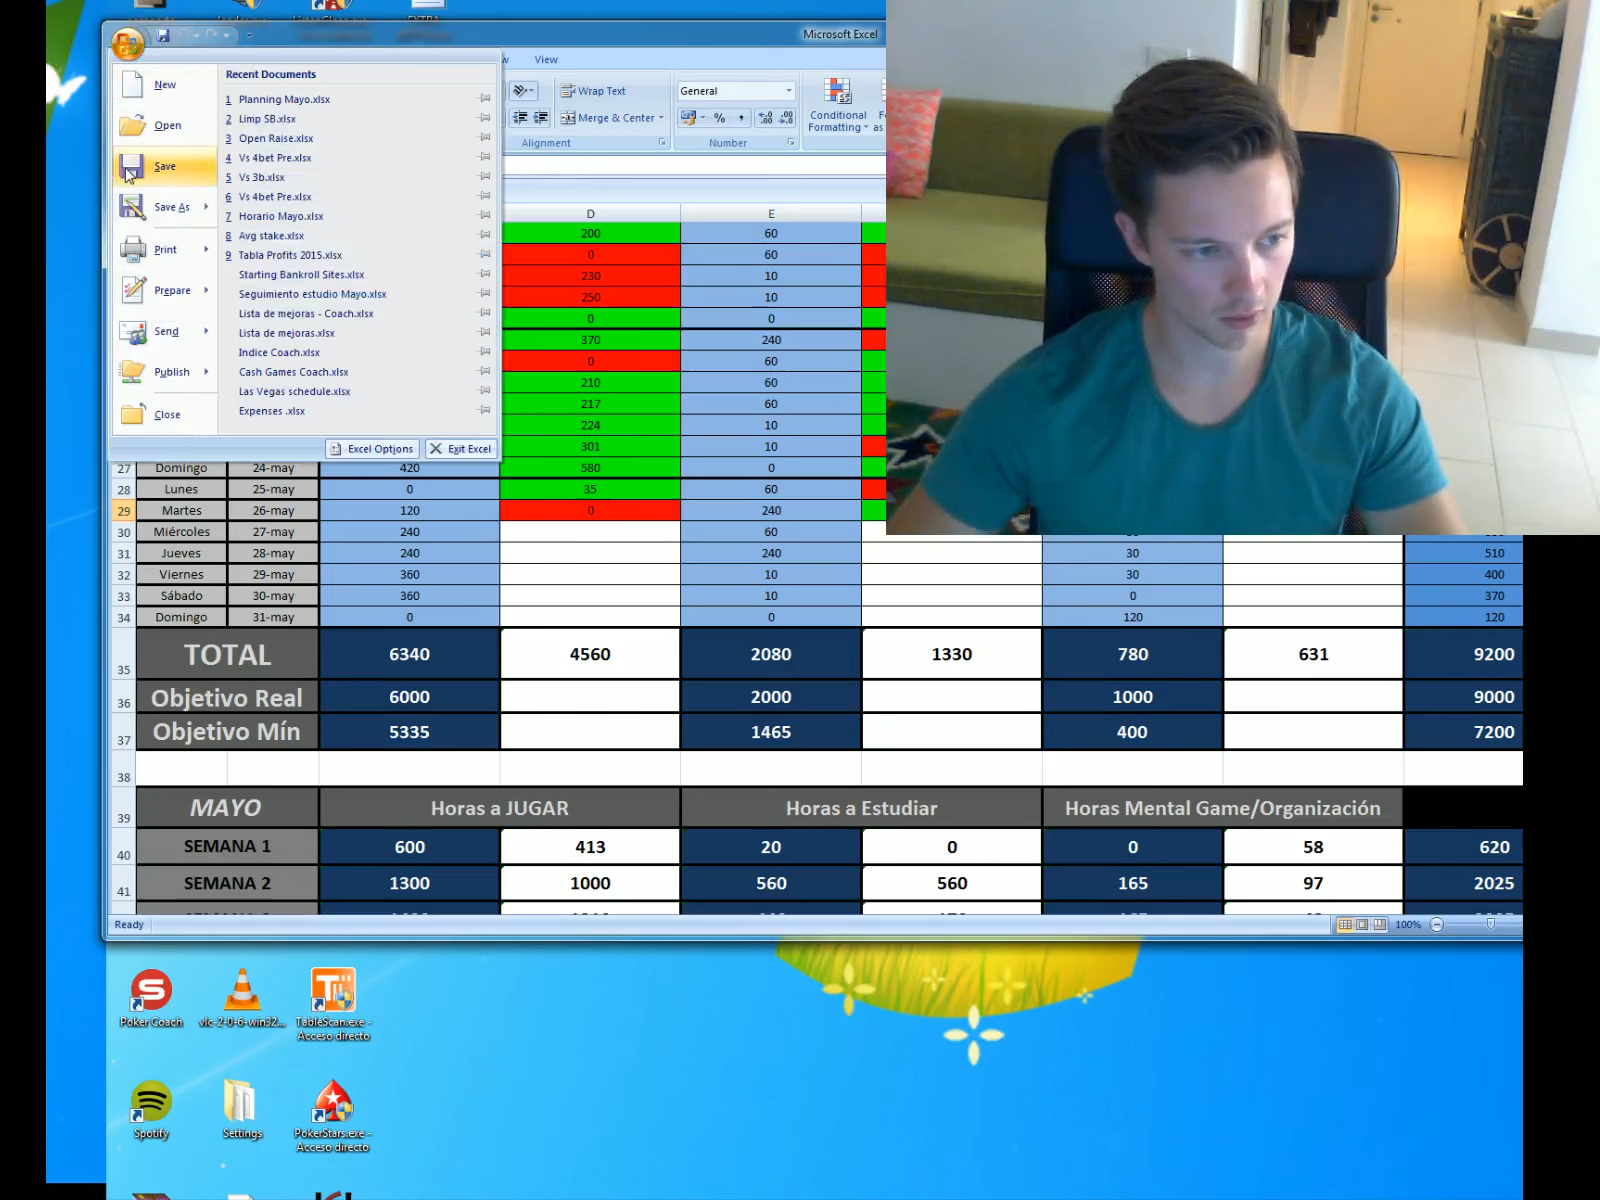 Microsoft Excel
View
New
Open
Save
Save As
Print
Prepare
Send
Publish
Close
Recent Documents
1 Planning Mayo.xlsx
2 Limp SB.xlsx
3 Open Raise.xlsx
4 Vs 4bet Pre.xlsx
5 Vs 3b.xlsx
6 Vs 4bet Pre.xlsx
7 Horario Mayo.xlsx
8 Avg stake.xlsx
9 Tabla Profits 2015.xlsx
Starting Bankroll Sites.xlsx
Seguimiento estudio Mayo.xlsx
Lista de mejoras - Coach.xlsx
Lista de mejoras.xlsx
Indice Coach.xlsx
Cash Games Coach.xlsx
Las Vegas schedule.xlsx
Expenses .xlsx
Excel Options
Exit Excel
Wrap Text
Merge & Center
Alignment
General
%
Number
Conditional
Formatting
as
D E
200 60
0 60
230 10
250 10
0 0
370 240
0 60
210 60
217 60
224 10
301 10
27 Domingo 24-may 420 580 0
28 Lunes 25-may 0 35 60
29 Martes 26-may 120 0 240
30 Miércoles 27-may 240 60
31 Jueves 28-may 240 240 30 510
32 Viernes 29-may 360 10 30 400
33 Sábado 30-may 360 10 0 370
34 Domingo 31-may 0 0 120 120
35 TOTAL 6340 4560 2080 1330 780 631 9200
36 Objetivo Real 6000 2000 1000 9000
37 Objetivo Mín 5335 1465 400 7200
38
39 MAYO Horas a JUGAR Horas a Estudiar Horas Mental Game/Organización
40 SEMANA 1 600 413 20 0 0 58 620
41 SEMANA 2 1300 1000 560 560 165 97 2025
Ready
100%
Poker Coach
vlc-2-0-6-win32...
TableScan.exe -
Acceso directo
Spotify
Settings
PokerStars.exe -
Acceso directo